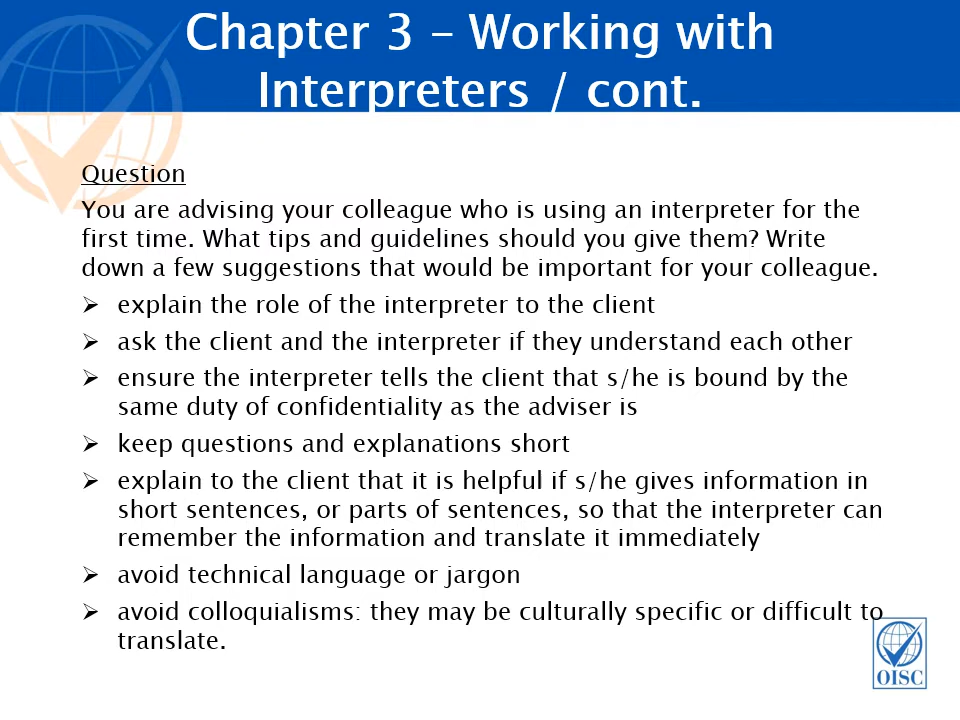 Chapter 3 – Working with
Interpreters / cont.
Question
You are advising your colleague who is using an interpreter for the
first time. What tips and guidelines should you give them? Write
down a few suggestions that would be important for your colleague.
➢ explain the role of the interpreter to the client
➢ ask the client and the interpreter if they understand each other
➢ ensure the interpreter tells the client that s/he is bound by the
same duty of confidentiality as the adviser is
➢ keep questions and explanations short
➢ explain to the client that it is helpful if s/he gives information in
short sentences, or parts of sentences, so that the interpreter can
remember the information and translate it immediately
➢ avoid technical language or jargon
➢ avoid colloquialisms: they may be culturally specific or difficult to
translate.
OISC